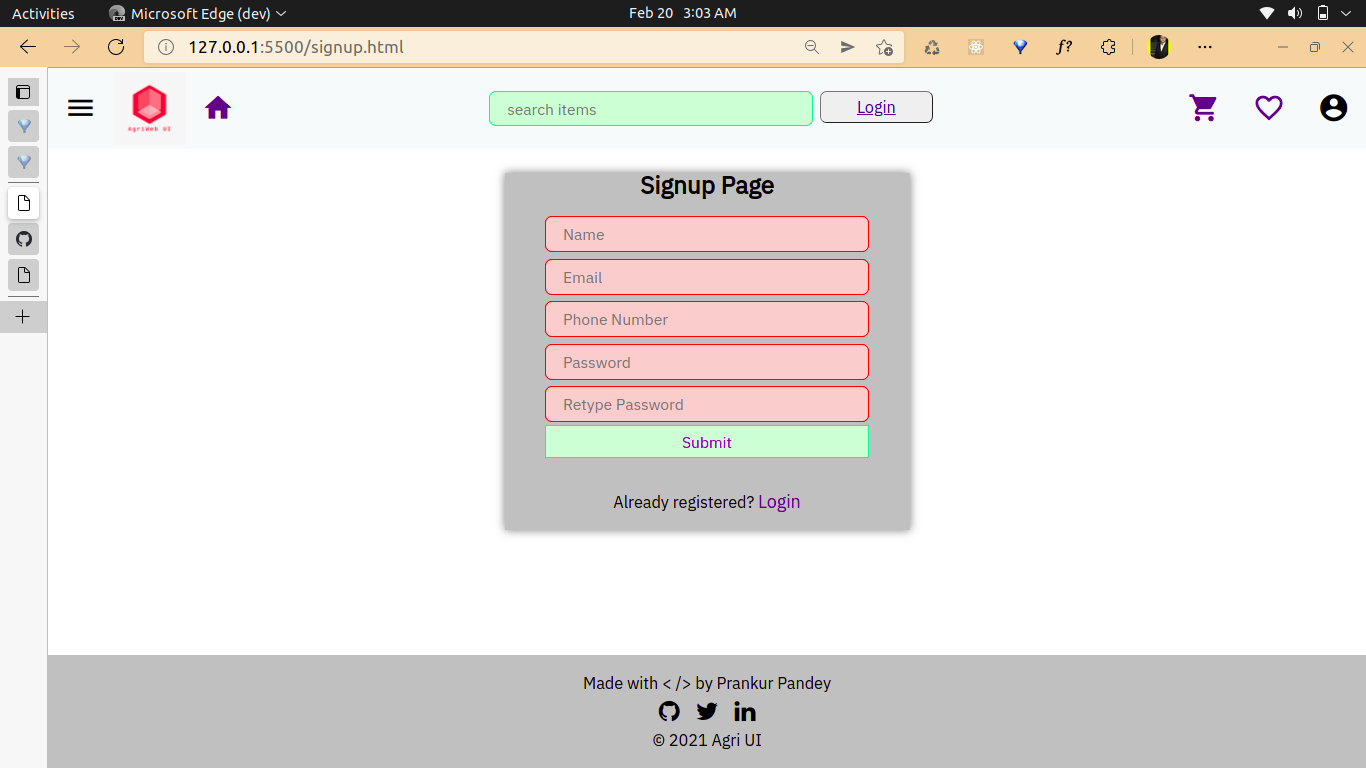 Activities
Microsoft Edge (dev)
Feb 20 3:03 AM
127.0.0.1:5500/signup.html
f?
AgriWeb UI
search items
Login
Signup Page
Name
Email
Phone Number
Password
Retype Password
Submit
Already registered? Login
Made with < /> by Prankur Pandey
in
© 2021 Agri UI